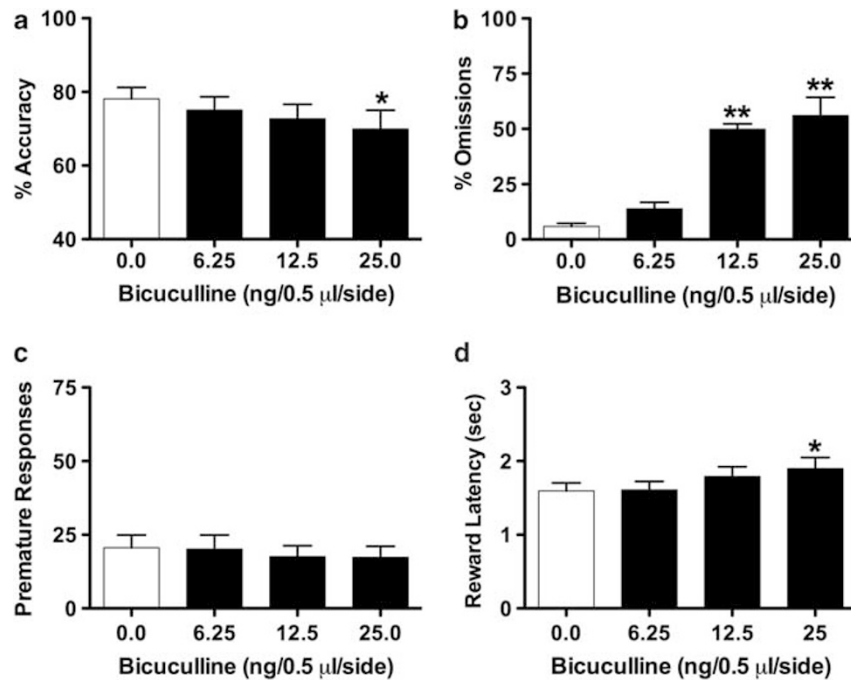 a
100
80
60
40
% Accuracy
*
0.0 6.25 12.5 25.0
Bicuculline (ng/0.5 μl/side)
b
100
75
50
25
0
% Omissions
** **
0.0 6.25 12.5 25.0
Bicuculline (ng/0.5 μl/side)
c
75
50
25
0
Premature Responses
0.0 6.25 12.5 25.0
Bicuculline (ng/0.5 μl/side)
d
3
2
1
0
Reward Latency (sec)
*
0.0 6.25 12.5 25
Bicuculline (ng/0.5 μl/side)